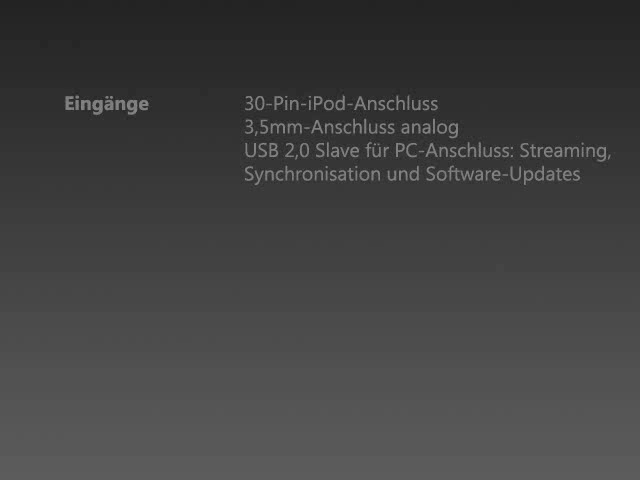 Eingänge 30-Pin-iPod-Anschluss
3,5mm-Anschluss analog
USB 2,0 Slave für PC-Anschluss: Streaming,
Synchronisation und Software-Updates